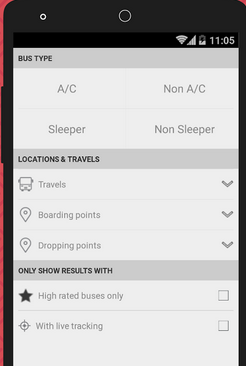 11:05
BUS TYPE
A/C Non A/C
Sleeper Non Sleeper
LOCATIONS & TRAVELS
Travels
Boarding points
Dropping points
ONLY SHOW RESULTS WITH
High rated buses only
With live tracking